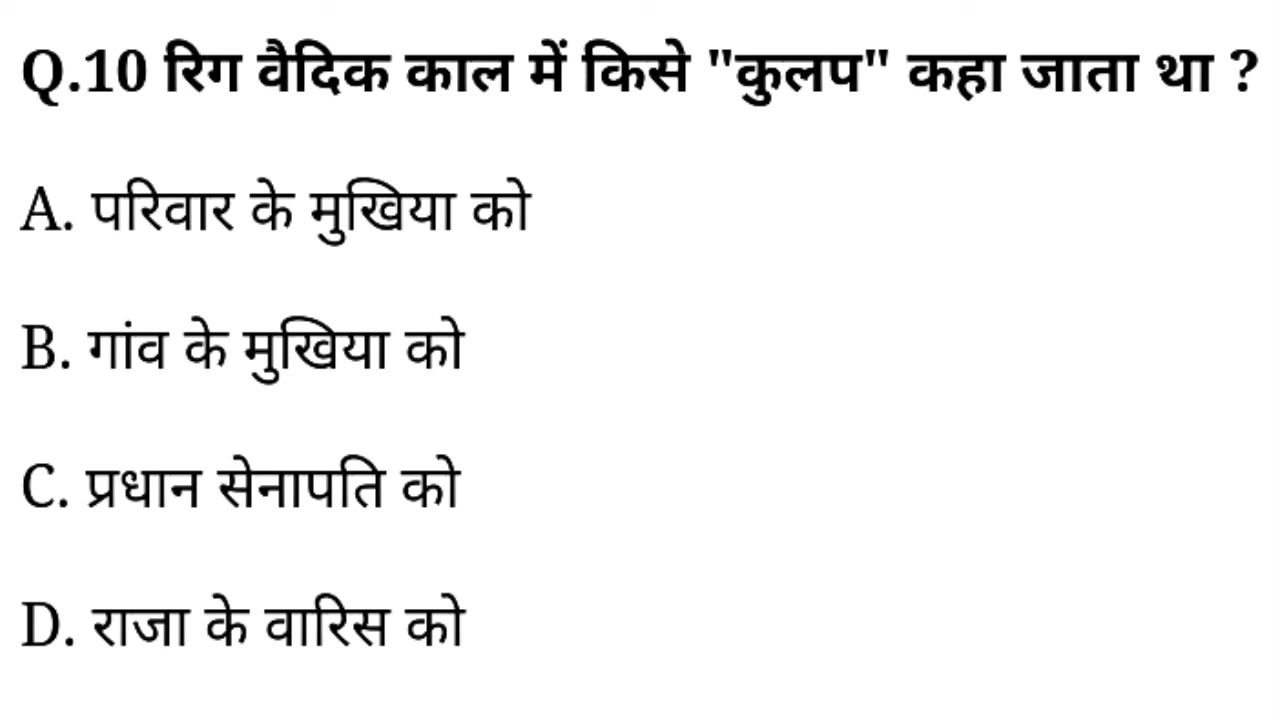 Q.10 रिग वैदिक काल में किसे "कुलप" कहा जाता था ?
A. परिवार के मुखिया को
B. गांव के मुखिया को
C. प्रधान सेनापति को
D. राजा के वारिस को